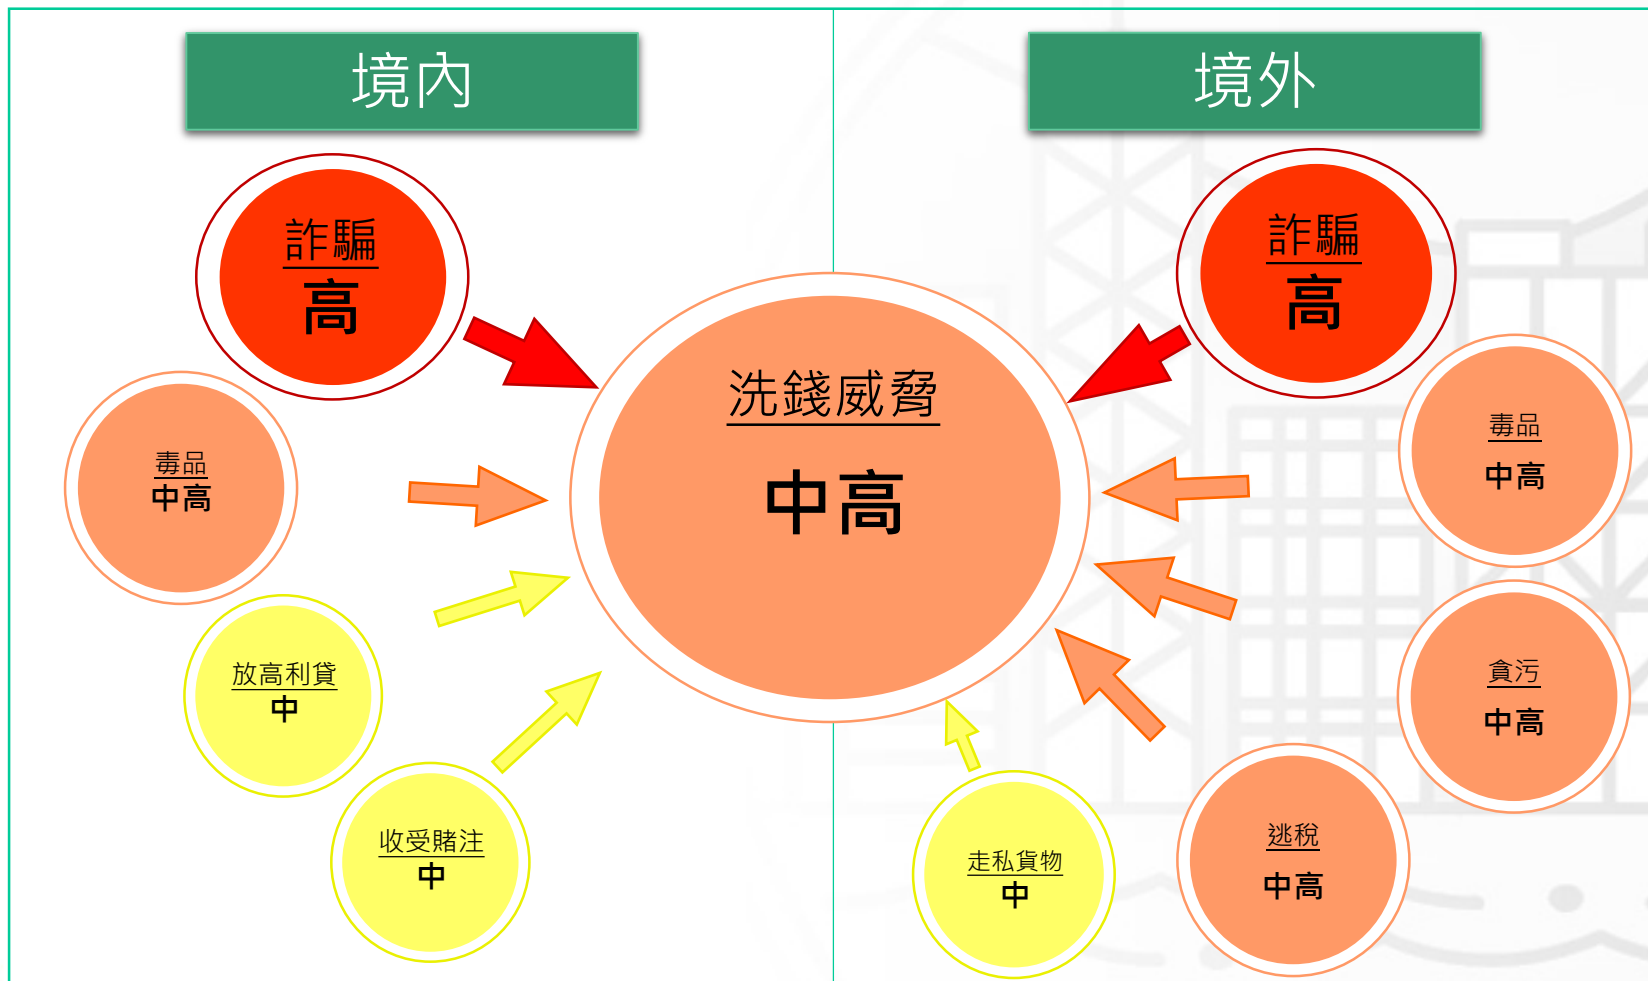 境內
境外
詐騙
高
詐騙
高
洗錢威脅
中高
毒品
中高
毒品
中高
放高利貸
中
貪污
中高
收受賭注
中
走私貨物
中
逃稅
中高